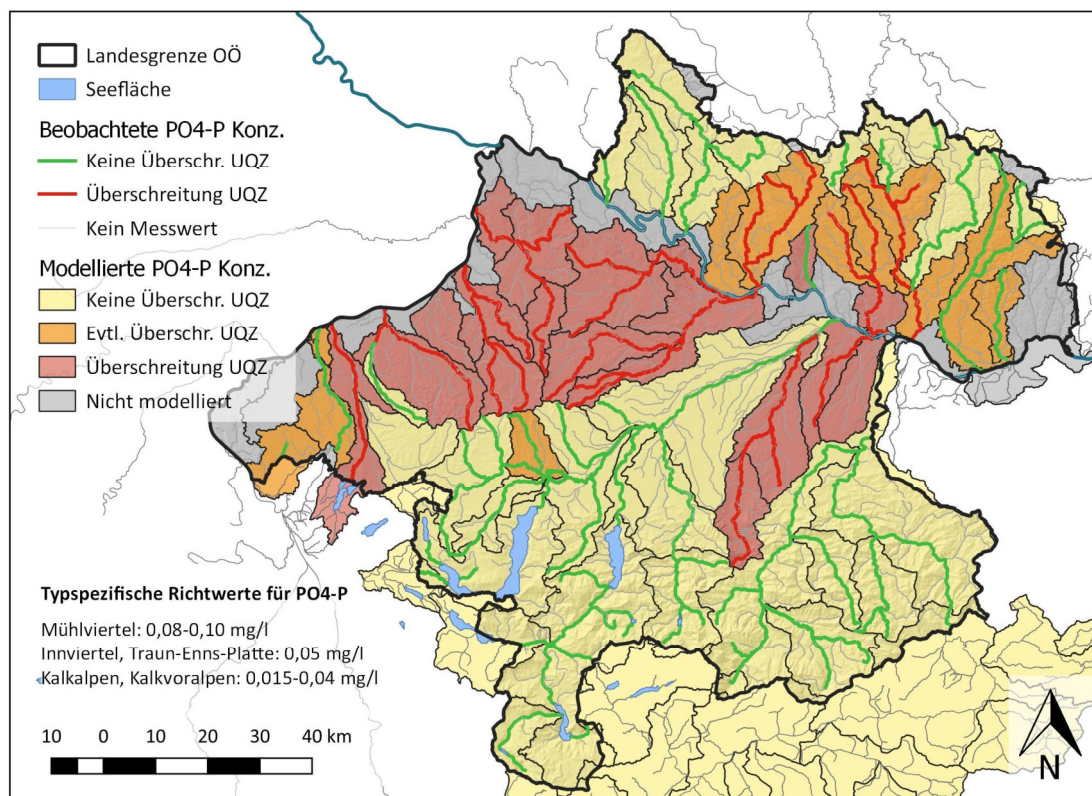 Landesgrenze OÖ
Seefläche
Beobachtete PO4-P Konz.
Keine Überschr. UQZ
Überschreitung UQZ
Kein Messwert
Modellierte PO4-P Konz.
Keine Überschr. UQZ
Evtl. Überschr. UQZ
Überschreitung UQZ
Nicht modelliert
Typspezifische Richtwerte für PO4-P
Mühlviertel: 0,08-0,10 mg/l
Innviertel, Traun-Enns-Platte: 0,05 mg/l
Kalkalpen, Kalkvoralpen: 0,015-0,04 mg/l
10 0 10 20 30 40 km
N